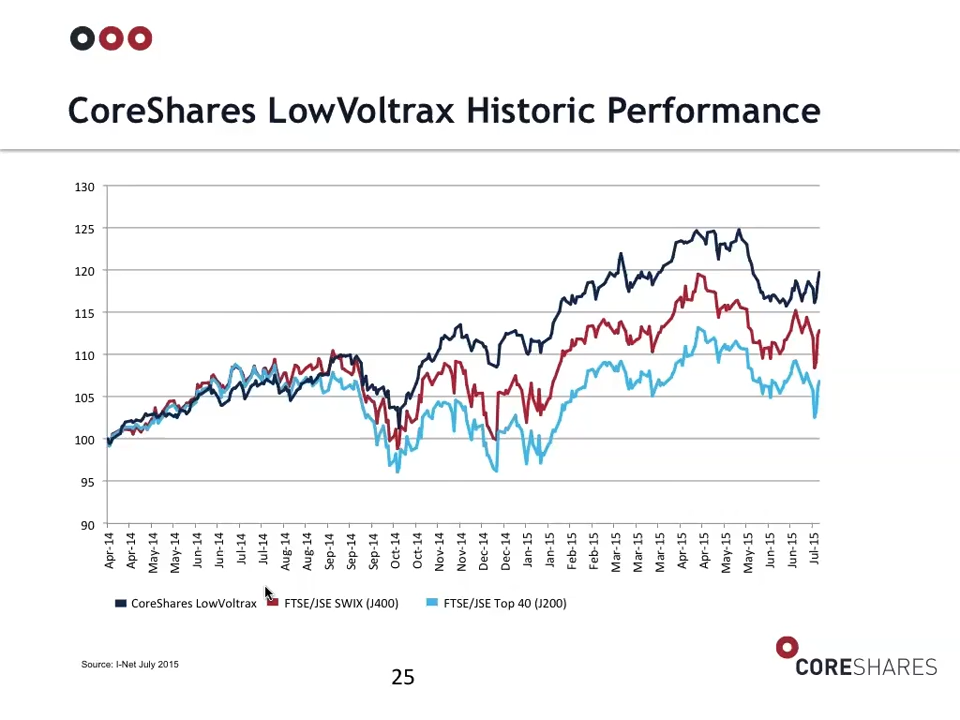 CoreShares LowVoltrax Historic Performance
130
125
120
115
110
105
100
95
90
Apr-14 Apr-14 May-14 May-14 Jun-14 Jun-14 Jul-14 Jul-14 Aug-14 Aug-14 Sep-14 Sep-14 Sep-14 Oct-14 Oct-14 Nov-14 Nov-14 Dec-14 Dec-14 Jan-15 Jan-15 Feb-15 Feb-15 Mar-15 Mar-15 Mar-15 Apr-15 Apr-15 May-15 May-15 Jun-15 Jun-15 Jul-15
CoreShares LowVoltrax FTSE/JSE SWIX (J400) FTSE/JSE Top 40 (J200)
Source: I-Net July 2015
25
CORESHARES